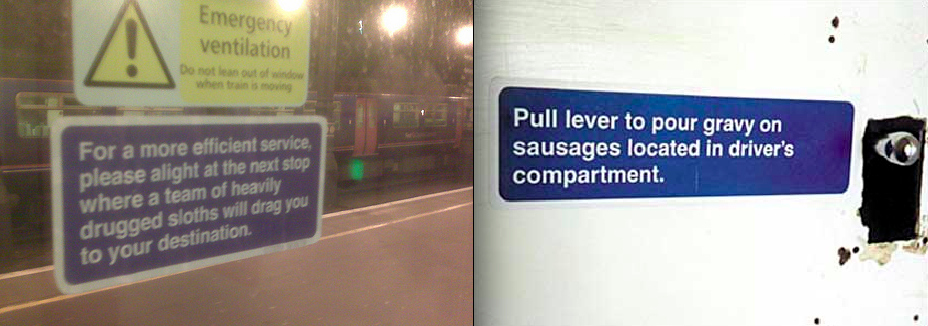 Emergency
ventilation
Do not lean out of window
when train is moving
For a more efficient service,
please alight at the next stop
where a team of heavily
drugged sloths will drag you
to your destination.
Pull lever to pour gravy on
sausages located in driver's
compartment.